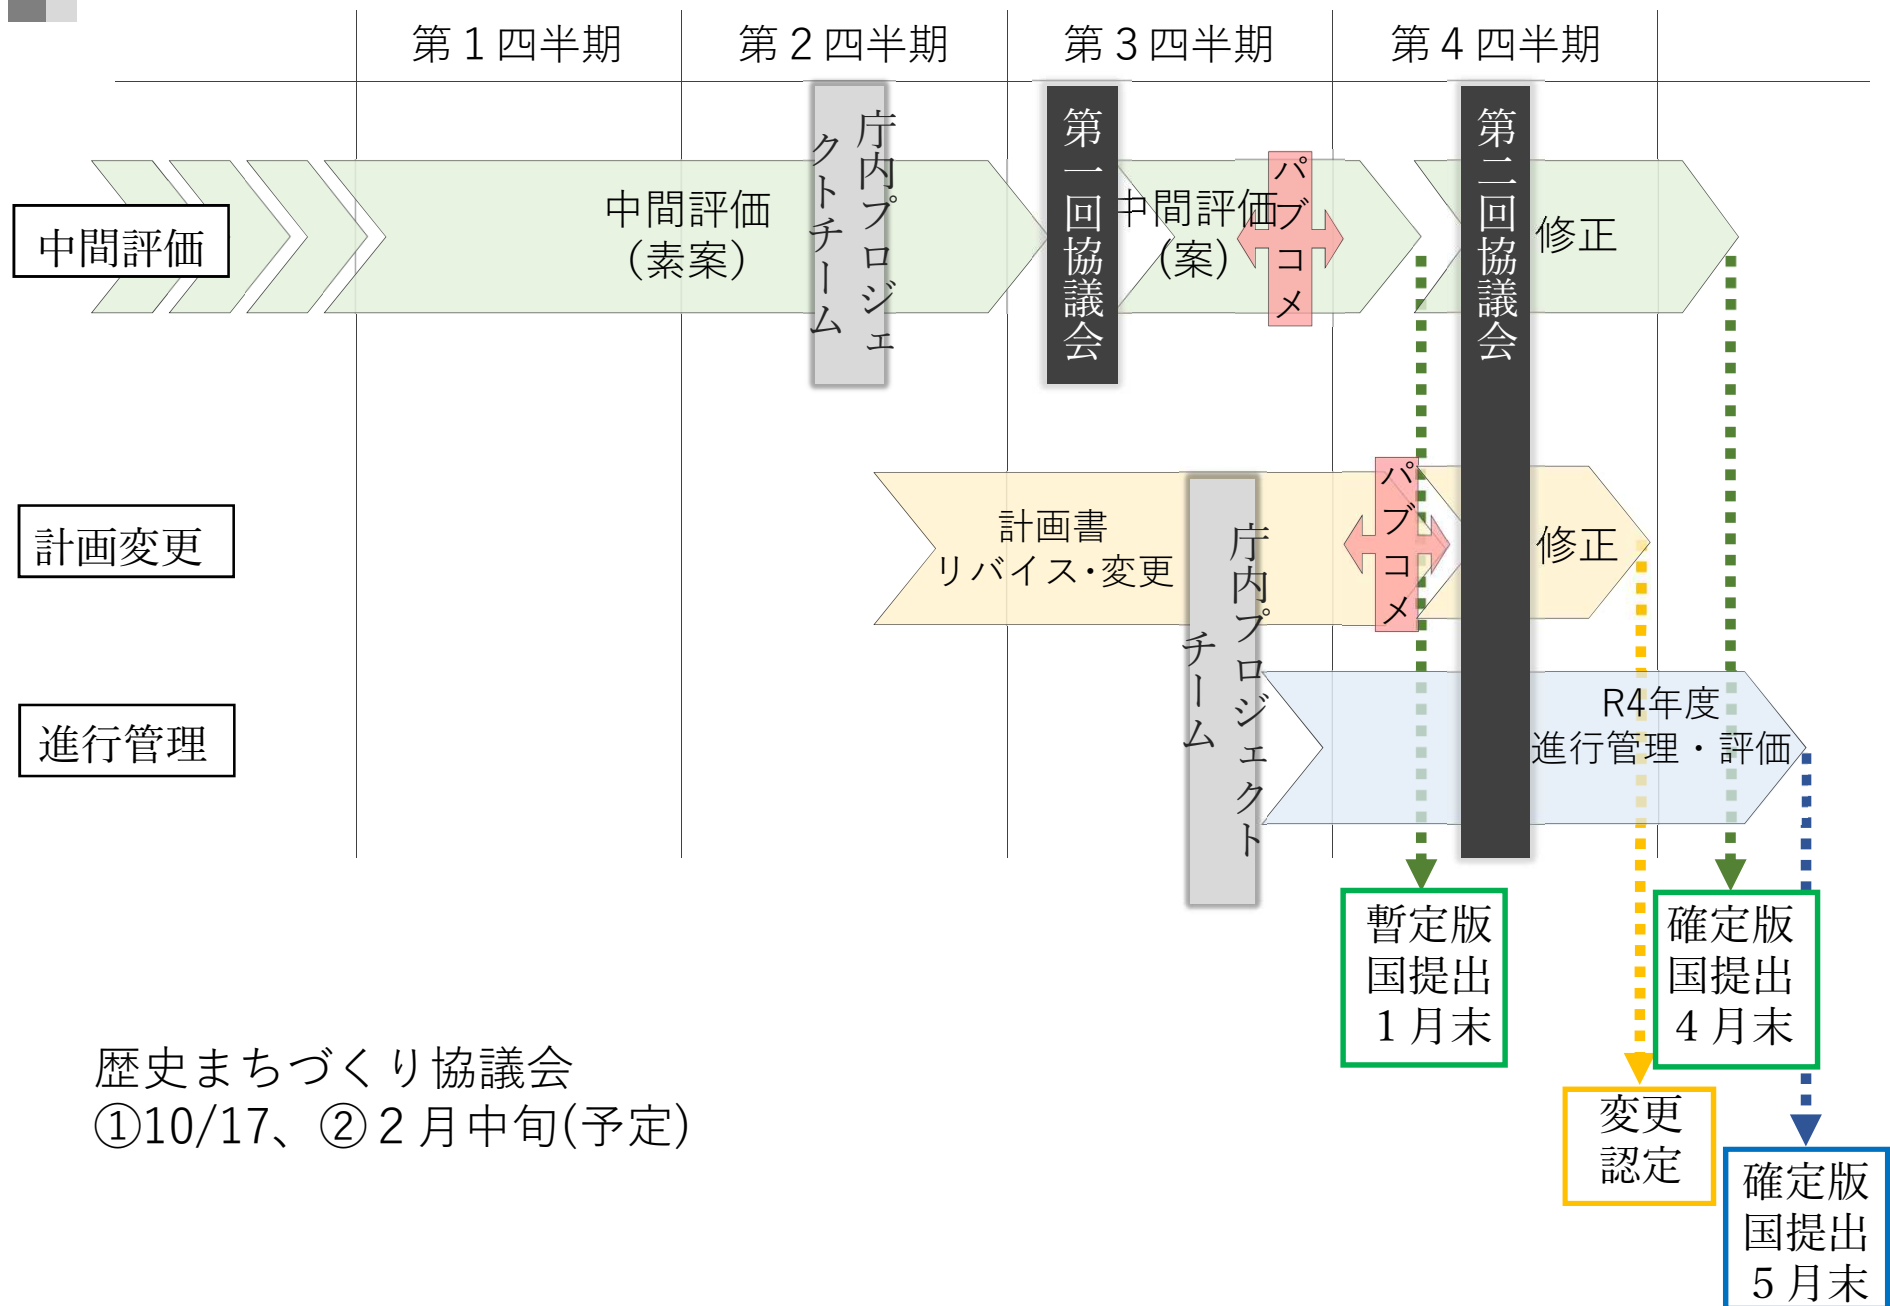 第１四半期
第２四半期
第３四半期
第４四半期
中間評価
中間評価
（素案）
庁内プロジェ
クトチーム
第一回協議会
中間評価
（案）
パブコメ
第二回協議会
修正
計画変更
計画書
リバイス・変更
庁内プロジェクト
チーム
パブコメ
修正
進行管理
R4年度
進行管理・評価
暫定版
国提出
１月末
確定版
国提出
４月末
変更
認定
確定版
国提出
５月末
歴史まちづくり協議会
①10/17、②２月中旬(予定)